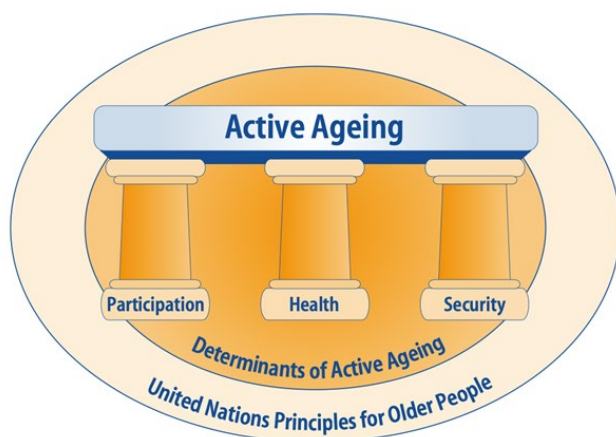 Active Ageing
Participation
Health
Security
Determinants of Active Ageing
United Nations Principles for Older People